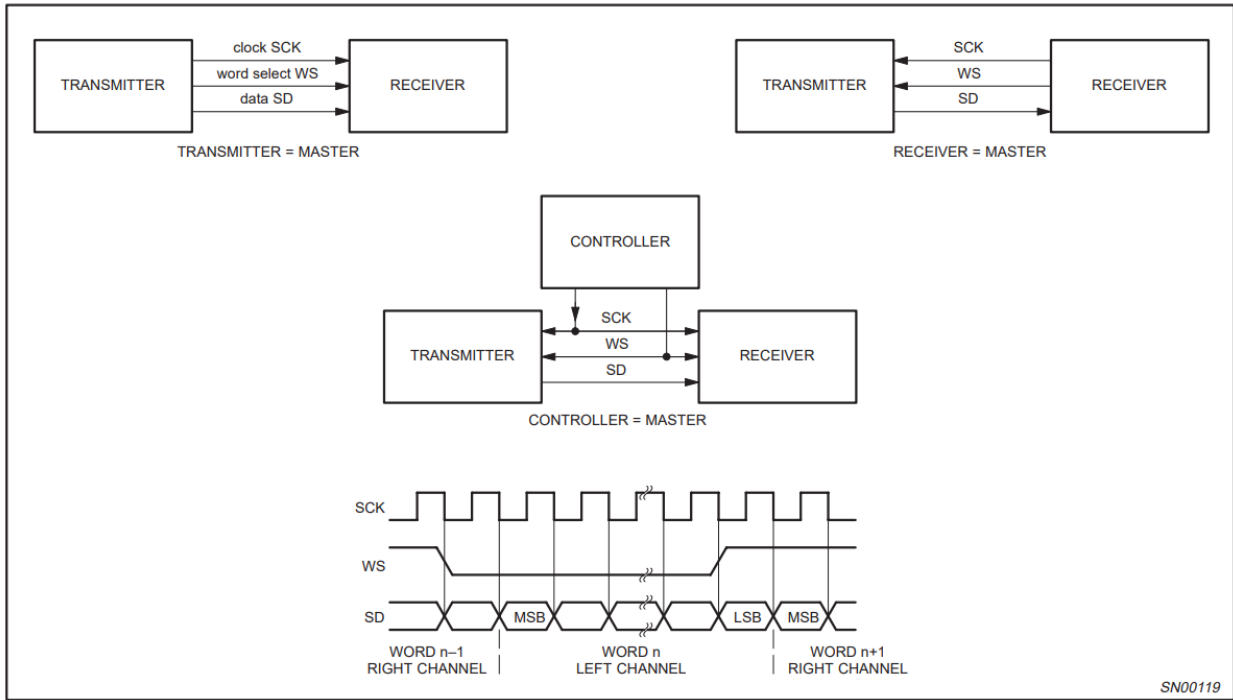 TRANSMITTER
clock SCK
word select WS
data SD
RECEIVER
TRANSMITTER = MASTER
TRANSMITTER
SCK
WS
SD
RECEIVER
RECEIVER = MASTER
CONTROLLER
TRANSMITTER
SCK
WS
SD
RECEIVER
CONTROLLER = MASTER
SCK
WS
SD
MSB
LSB
MSB
WORD n–1
RIGHT CHANNEL
WORD n
LEFT CHANNEL
WORD n+1
RIGHT CHANNEL
SN00119